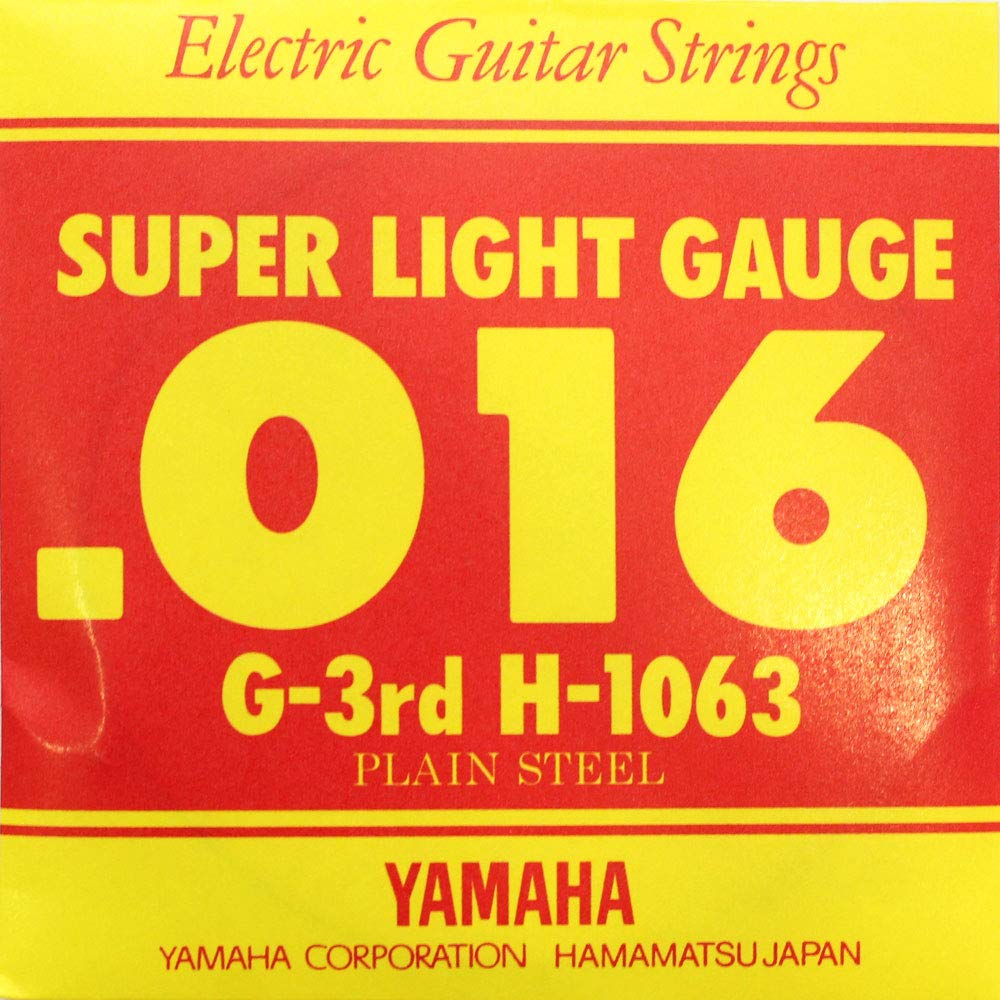 Electric Guitar Strings
SUPER LIGHT GAUGE
.016
G-3rd H-1063
PLAIN STEEL
YAMAHA
YAMAHA CORPORATION HAMAMATSU JAPAN